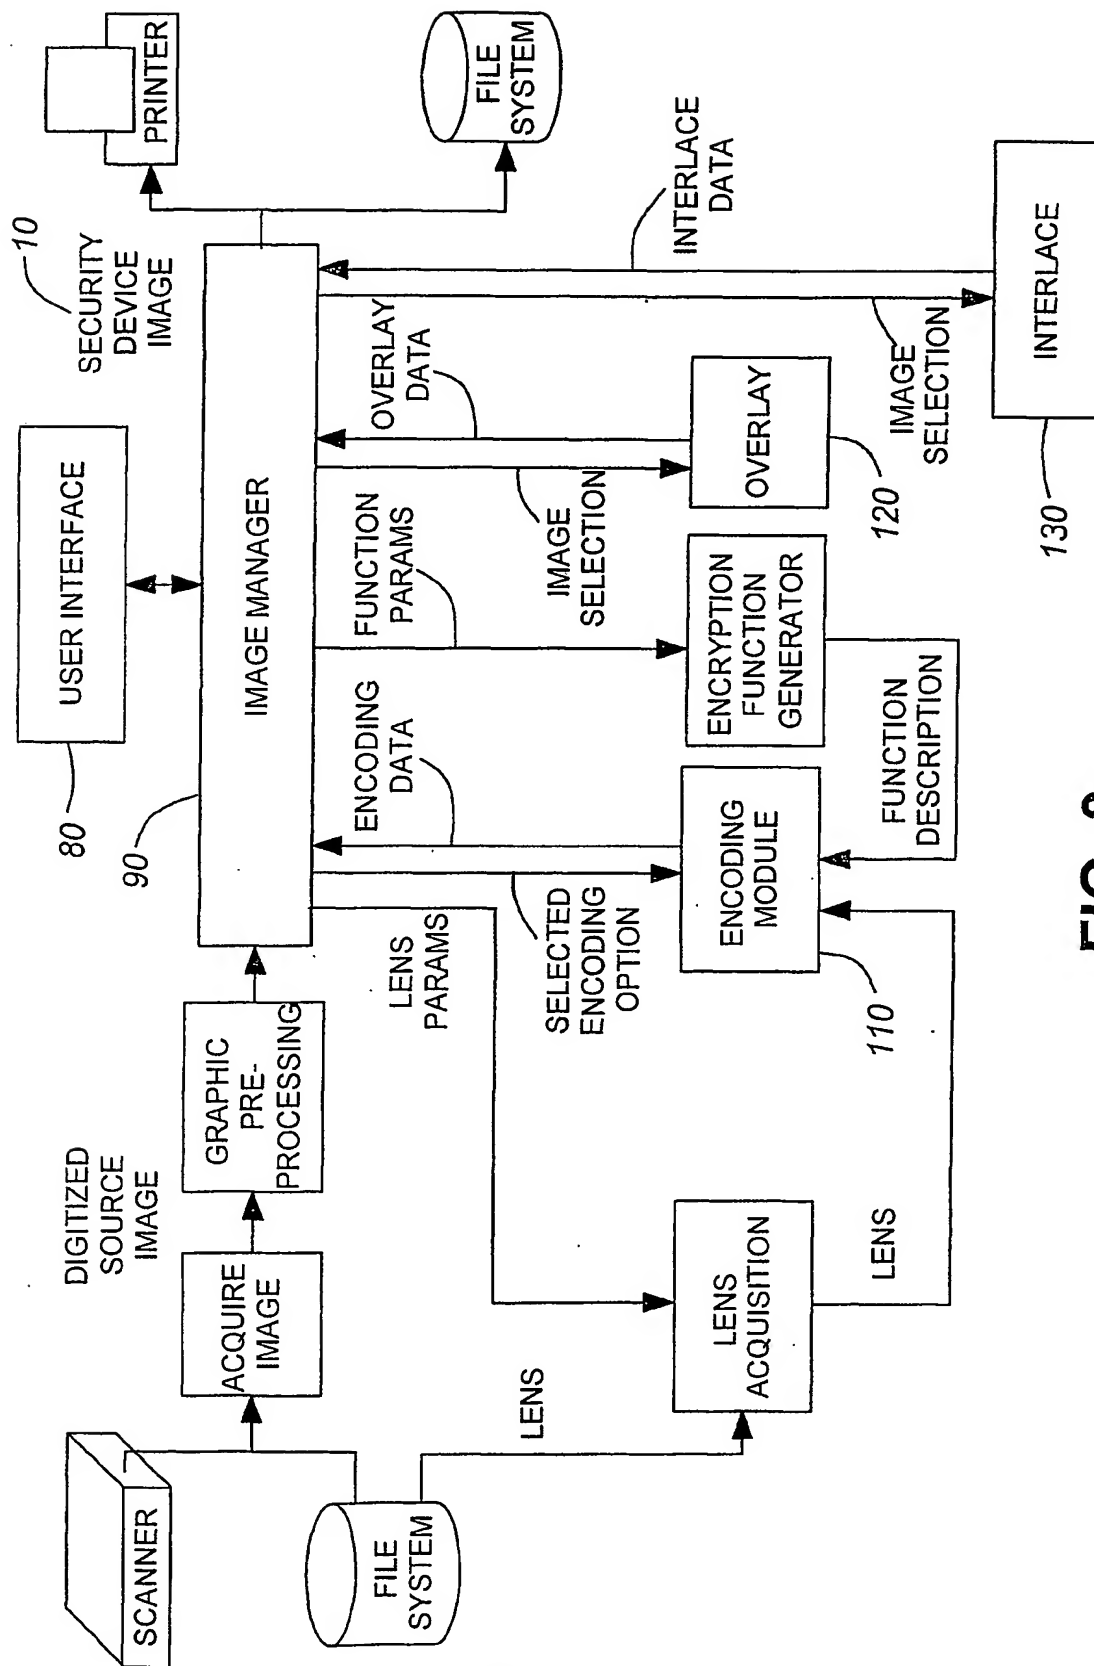 SCANNER
DIGITIZED
SOURCE
IMAGE
80
USER INTERFACE
10
SECURITY
DEVICE
IMAGE
PRINTER
ACQUIRE
IMAGE
GRAPHIC
PRE-
PROCESSING
90
IMAGE MANAGER
FILE
SYSTEM
FILE
SYSTEM
LENS
PARAMS
ENCODING
DATA
FUNCTION
PARAMS
OVERLAY
DATA
INTERLACE
DATA
LENS
SELECTED
ENCODING
OPTION
IMAGE
SELECTION
LENS
ACQUISITION
ENCODING
MODULE
ENCRYPTION
FUNCTION
GENERATOR
OVERLAY
IMAGE
SELECTION
110
120
LENS
FUNCTION
DESCRIPTION
INTERLACE
130
FIG.